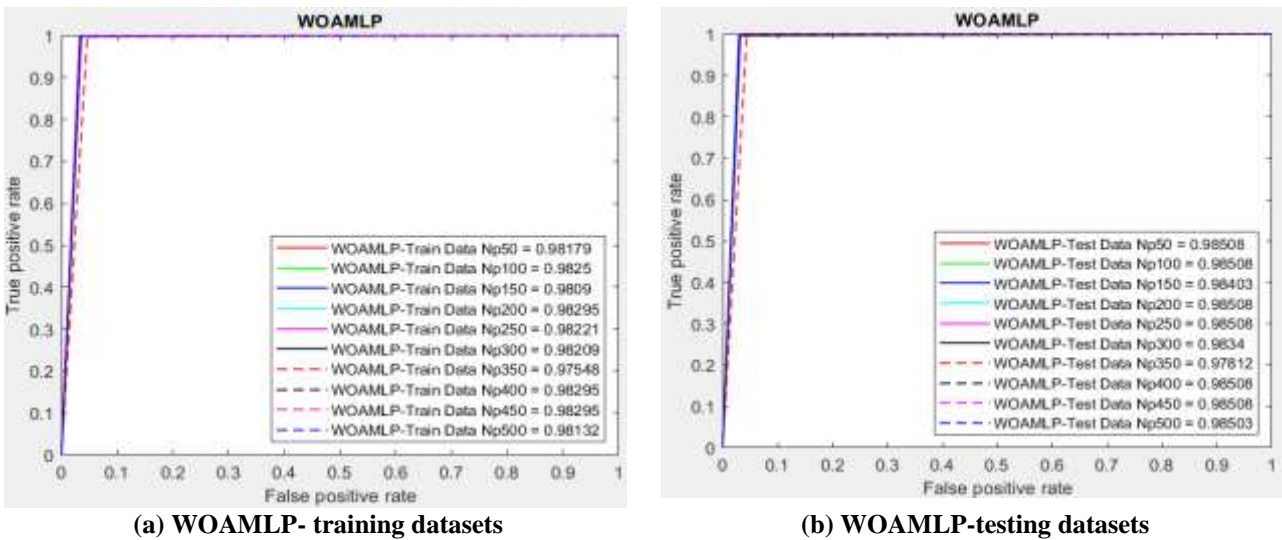 WOAMLP
1
0.9
0.8
0.7
0.6
0.5
0.4
0.3
0.2
0.1
0
True positive rate
WOAMLP-Train Data Np50 = 0.98179
WOAMLP-Train Data Np100 = 0.9825
WOAMLP-Train Data Np150 = 0.9809
WOAMLP-Train Data Np200 = 0.98295
WOAMLP-Train Data Np250 = 0.98221
WOAMLP-Train Data Np300 = 0.98209
WOAMLP-Train Data Np350 = 0.97548
WOAMLP-Train Data Np400 = 0.98295
WOAMLP-Train Data Np450 = 0.98295
WOAMLP-Train Data Np500 = 0.98132
0 0.1 0.2 0.3 0.4 0.5 0.6 0.7 0.8 0.9 1
False positive rate
(a) WOAMLP- training datasets
WOAMLP
1
0.9
0.8
0.7
0.6
0.5
0.4
0.3
0.2
0.1
0
True positive rate
WOAMLP-Test Data Np50 = 0.98508
WOAMLP-Test Data Np100 = 0.98508
WOAMLP-Test Data Np150 = 0.98403
WOAMLP-Test Data Np200 = 0.98508
WOAMLP-Test Data Np250 = 0.98508
WOAMLP-Test Data Np300 = 0.9834
WOAMLP-Test Data Np350 = 0.97812
WOAMLP-Test Data Np400 = 0.98508
WOAMLP-Test Data Np450 = 0.98508
WOAMLP-Test Data Np500 = 0.98503
0 0.1 0.2 0.3 0.4 0.5 0.6 0.7 0.8 0.9 1
False positive rate
(b) WOAMLP-testing datasets